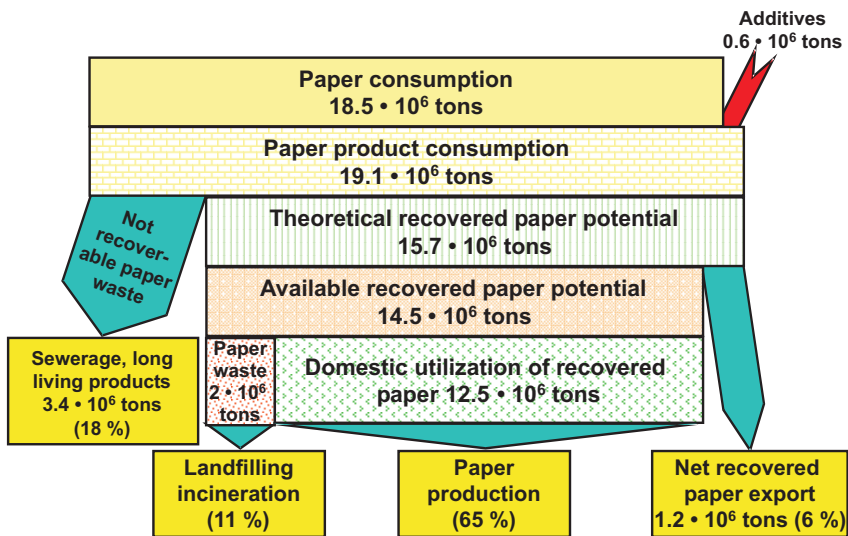 Additives
0.6 • 10⁶ tons
Paper consumption
18.5 • 10⁶ tons
Paper product consumption
19.1 • 10⁶ tons
Not
recover-
able paper
waste
Theoretical recovered paper potential
15.7 • 10⁶ tons
Available recovered paper potential
14.5 • 10⁶ tons
Sewerage, long
living products
3.4 • 10⁶ tons
(18 %)
Paper
waste
2 • 10⁶
tons
Domestic utilization of recovered
paper 12.5 • 10⁶ tons
Landfilling
incineration
(11 %)
Paper
production
(65 %)
Net recovered
paper export
1.2 • 10⁶ tons (6 %)